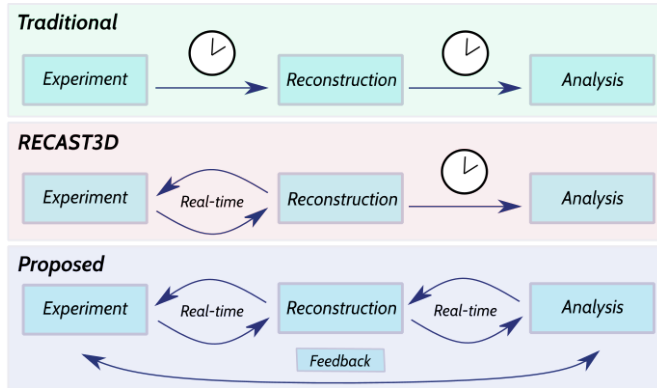 Traditional
Experiment Reconstruction Analysis
RECAST3D
Experiment Real-time Reconstruction Analysis
Proposed
Experiment Real-time Reconstruction Real-time Analysis
Feedback